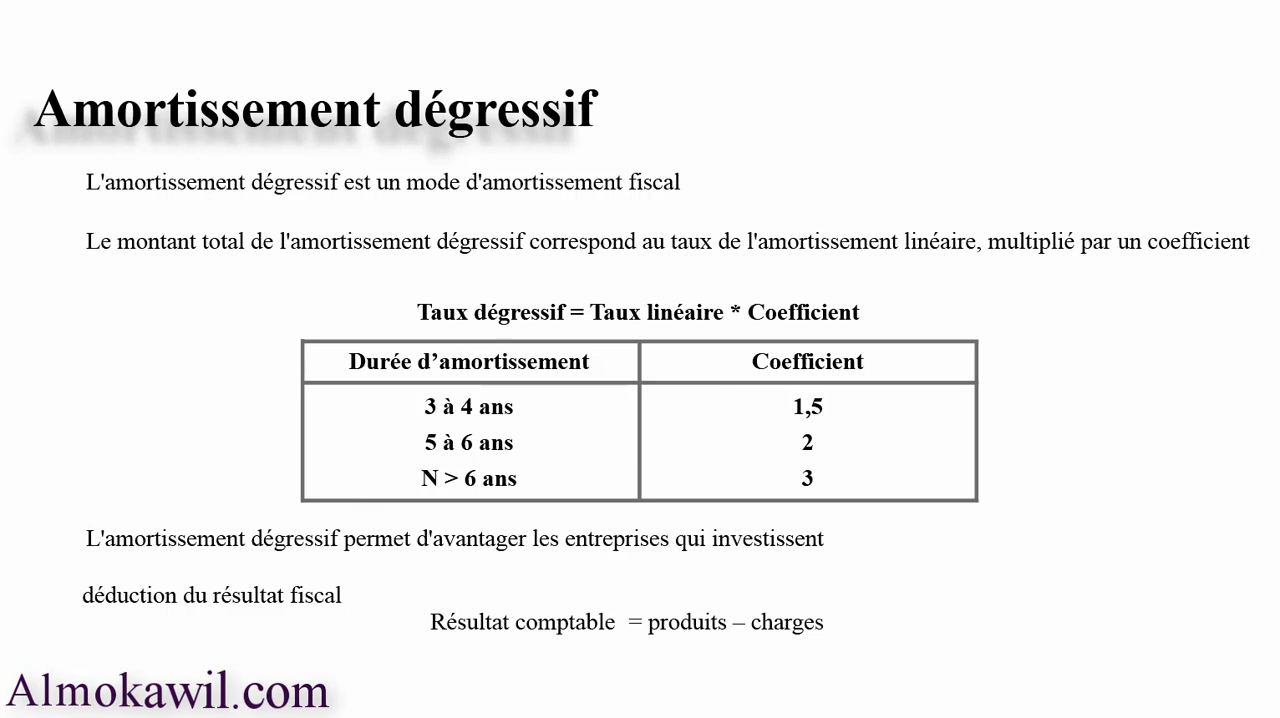 Amortissement dégressif
L'amortissement dégressif est un mode d'amortissement fiscal
Le montant total de l'amortissement dégressif correspond au taux de l'amortissement linéaire, multiplié par un coefficient
Taux dégressif = Taux linéaire * Coefficient
Durée d’amortissement Coefficient
3 à 4 ans 1,5
5 à 6 ans 2
N > 6 ans 3
L'amortissement dégressif permet d'avantager les entreprises qui investissent
déduction du résultat fiscal
Résultat comptable = produits – charges
Almokawil.com